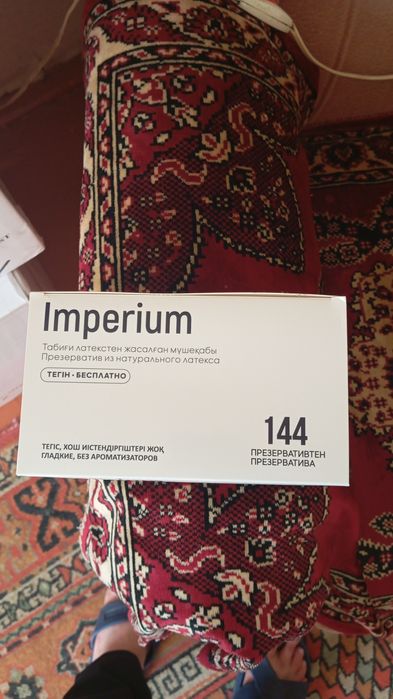 Imperium
Табиғи латекстен жасалған мүшеқабы
Презерватив из натурального латекса
ТЕГІН · БЕСПЛАТНО
144
ТЕГІС, ХОШ ИІСТЕНДІРГІШТЕРІ ЖОҚ
ГЛАДКИЕ, БЕЗ АРОМАТИЗАТОРОВ
ПРЕЗЕРВАТИВТЕН
ПРЕЗЕРВАТИВА